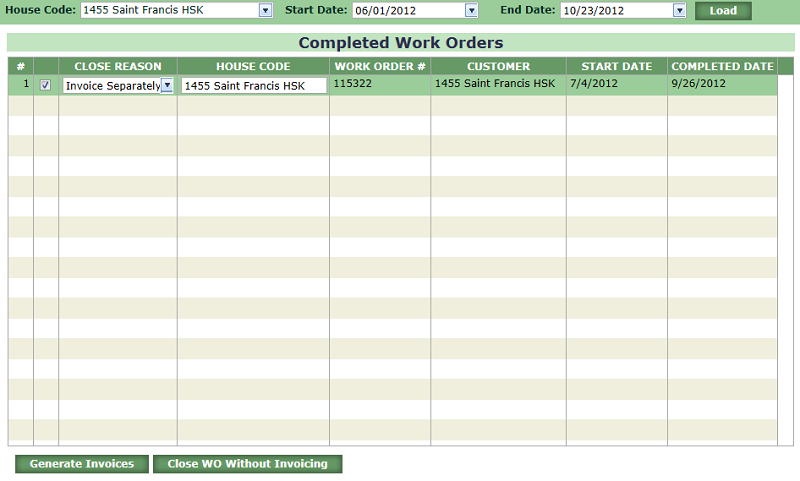 House Code: 1455 Saint Francis HSK Start Date: 06/01/2012 End Date: 10/23/2012 Load
Completed Work Orders
# CLOSE REASON HOUSE CODE WORK ORDER # CUSTOMER START DATE COMPLETED DATE
1 Invoice Separately 1455 Saint Francis HSK 115322 1455 Saint Francis HSK 7/4/2012 9/26/2012
Generate Invoices Close WO Without Invoicing